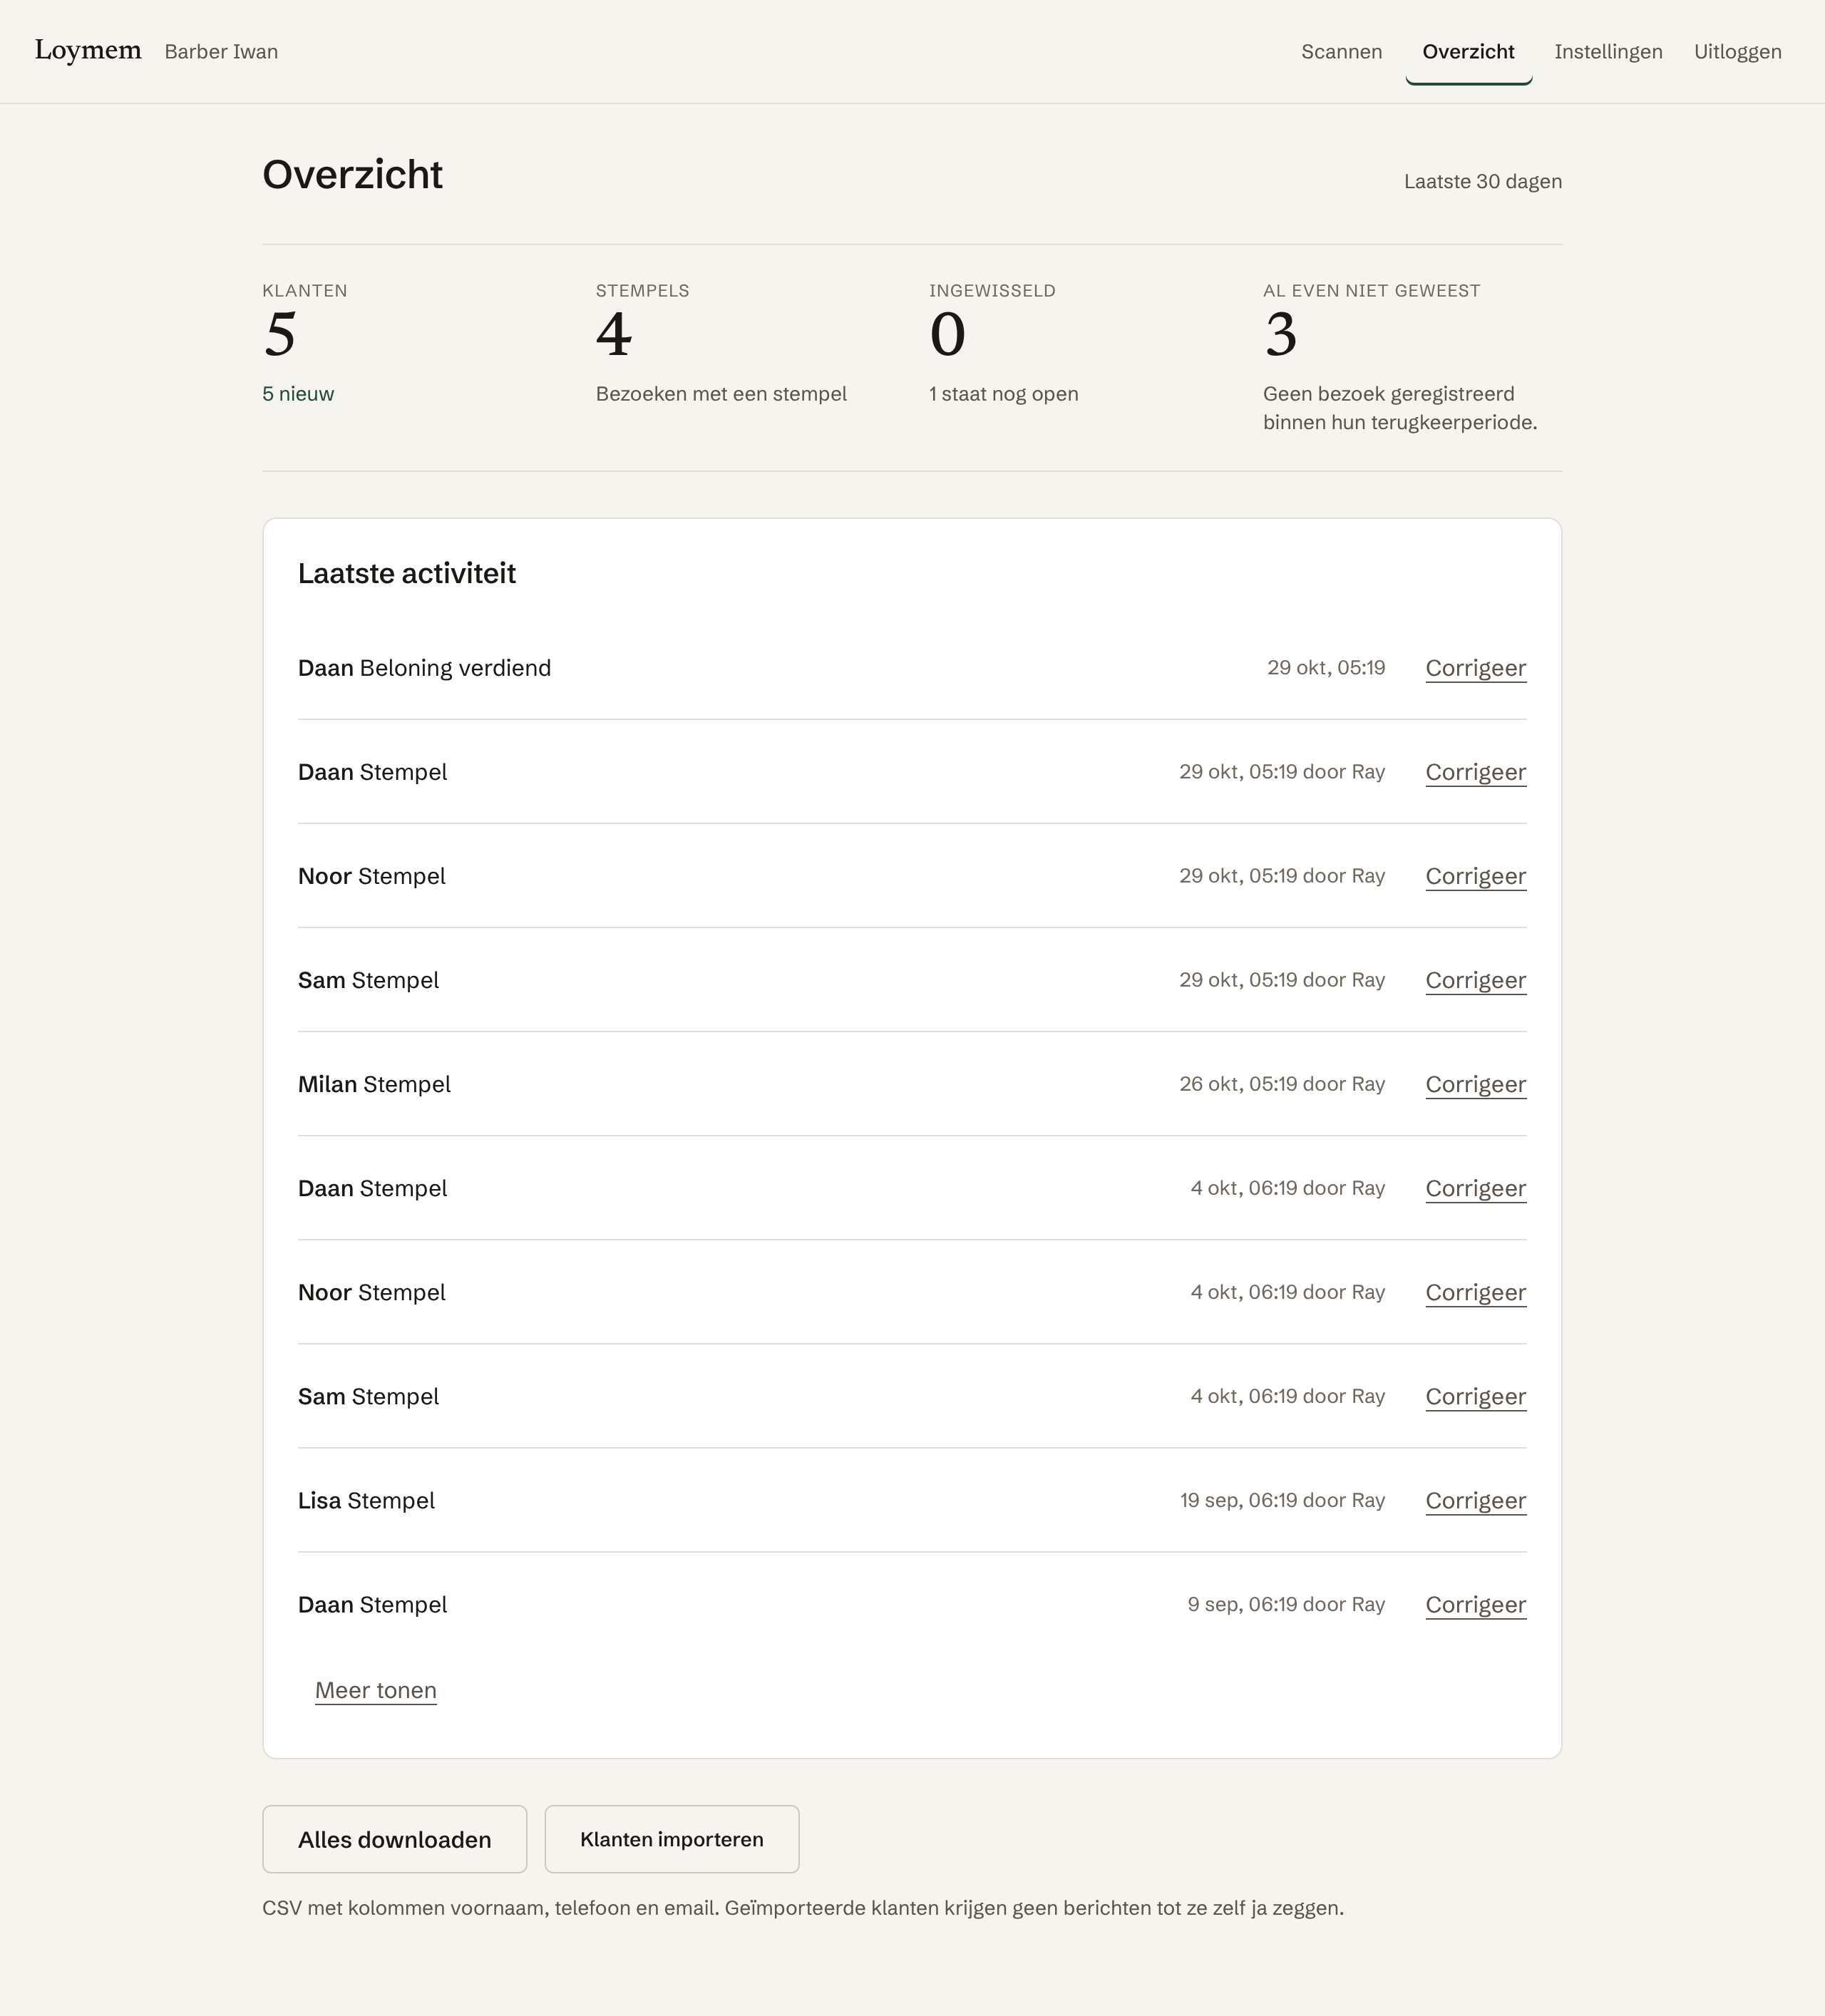 Loymem Barber Iwan Scannen Overzicht Instellingen Uitloggen
Overzicht Laatste 30 dagen
KLANTEN
5
5 nieuw
STEMPELS
4
Bezoeken met een stempel
INGEWISSELD
0
1 staat nog open
AL EVEN NIET GEWEEST
3
Geen bezoek geregistreerd
binnen hun terugkeerperiode.
Laatste activiteit
Daan Beloning verdiend 29 okt, 05:19 Corrigeer
Daan Stempel 29 okt, 05:19 door Ray Corrigeer
Noor Stempel 29 okt, 05:19 door Ray Corrigeer
Sam Stempel 29 okt, 05:19 door Ray Corrigeer
Milan Stempel 26 okt, 05:19 door Ray Corrigeer
Daan Stempel 4 okt, 06:19 door Ray Corrigeer
Noor Stempel 4 okt, 06:19 door Ray Corrigeer
Sam Stempel 4 okt, 06:19 door Ray Corrigeer
Lisa Stempel 19 sep, 06:19 door Ray Corrigeer
Daan Stempel 9 sep, 06:19 door Ray Corrigeer
Meer tonen
Alles downloaden Klanten importeren
CSV met kolommen voornaam, telefoon en email. Geïmporteerde klanten krijgen geen berichten tot ze zelf ja zeggen.